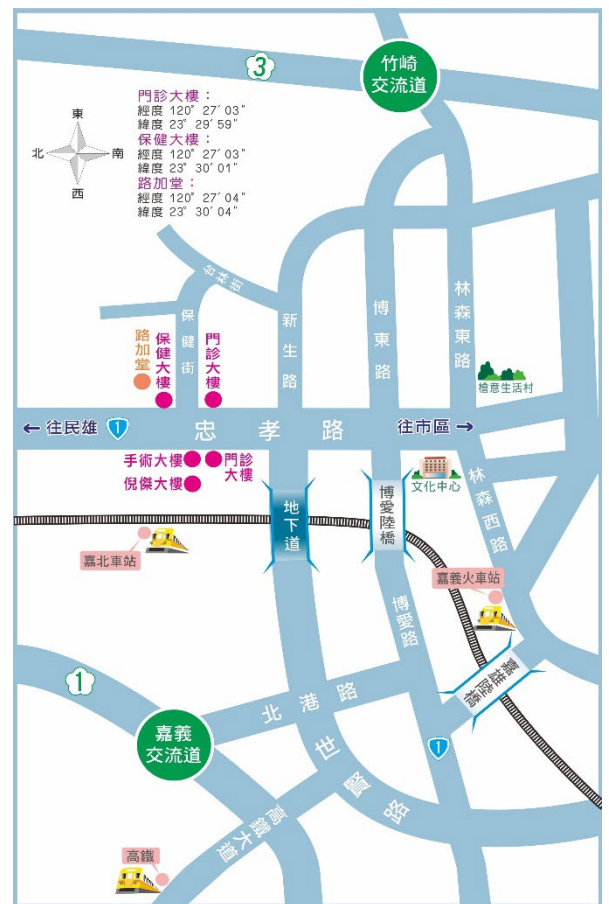 3
竹崎
交流道
東
北
南
西
門診大樓：
經度 120° 27′ 03"
緯度 23° 29′ 59"
保健大樓：
經度 120° 27′ 03"
緯度 23° 30′ 01"
路加堂：
經度 120° 27′ 04"
緯度 23° 30′ 04"
台林街
保健街
新生路
博東路
林森東路
路加堂
保健大樓
門診大樓
檜意生活村
← 往民雄 1
忠孝路
往市區 →
手術大樓
門診
大樓
倪傑大樓
文化中心
地下道
博愛陸橋
林森西路
嘉北車站
嘉義火車站
博愛路
嘉雄陸橋
1
北港路
1
嘉義
交流道
世賢路
高鐵大道
高鐵